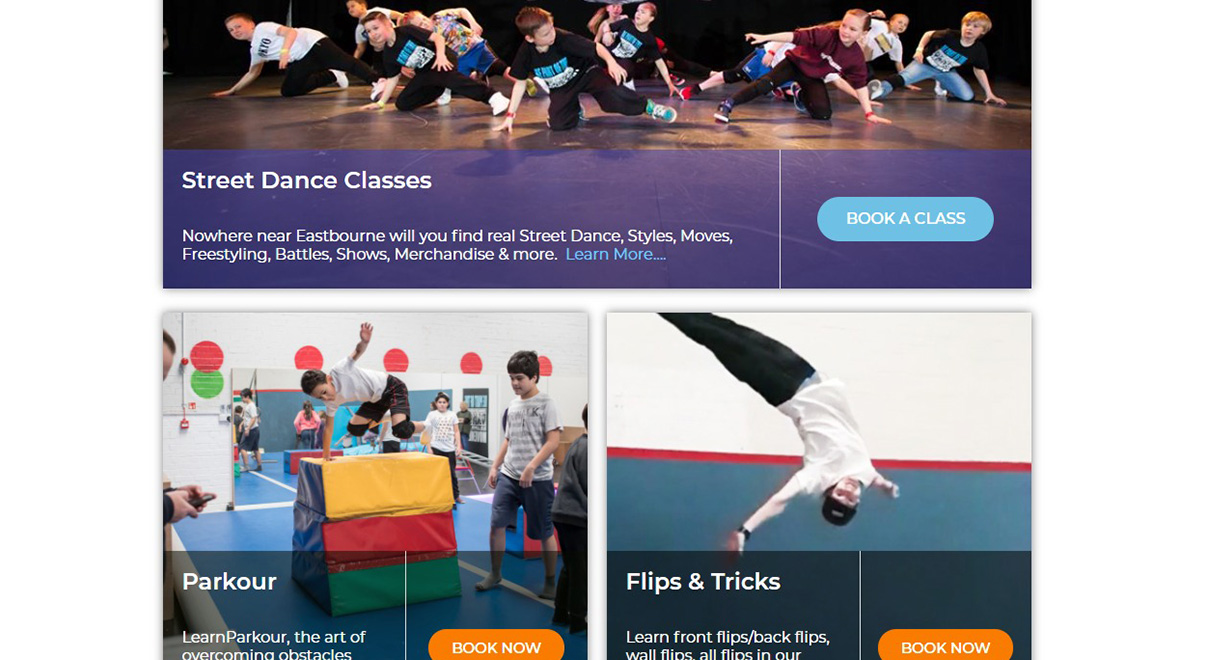 Street Dance Classes
Nowhere near Eastbourne will you find real Street Dance, Styles, Moves,
Freestyling, Battles, Shows, Merchandise & more. Learn More....
BOOK A CLASS
Parkour
LearnParkour, the art of
overcoming obstacles
BOOK NOW
Flips & Tricks
Learn front flips/back flips,
wall flips, all flips in our
BOOK NOW